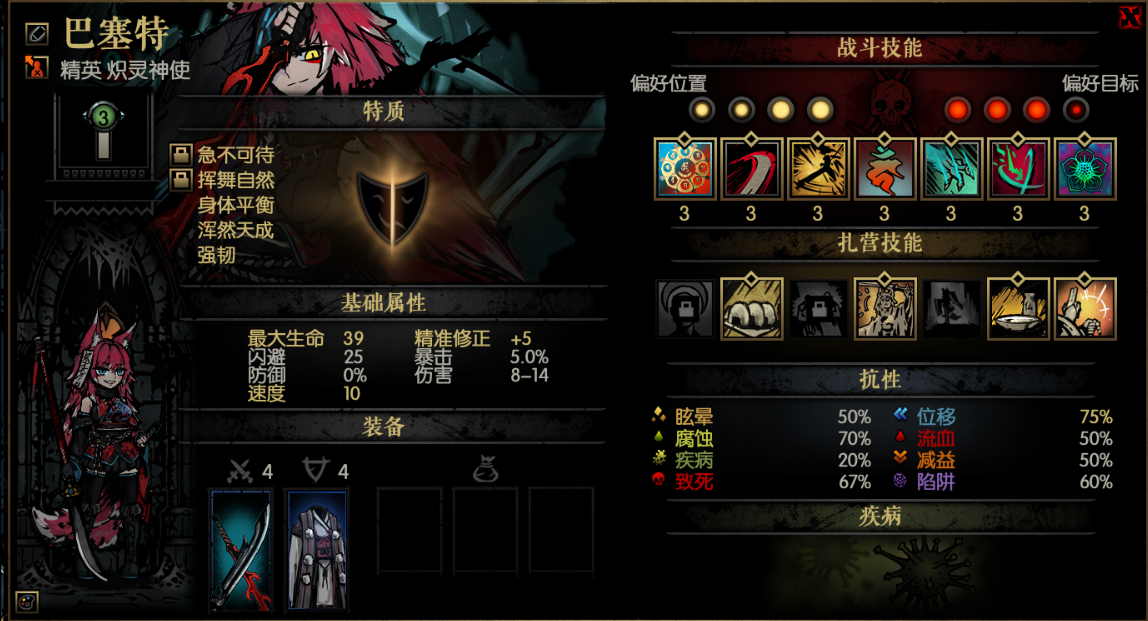 巴塞特
精英 炽灵神使
3
特质
急不可待
挥舞自然
身体平衡
浑然天成
强韧
基础属性
最大生命 39 精准修正 +5
闪避 25 暴击 5.0%
防御 0% 伤害 8–14
速度 10
装备
4 4
战斗技能
偏好位置 偏好目标
3 3 3 3 3 3 3
扎营技能
抗性
眩晕 50% 位移 75%
腐蚀 70% 流血 50%
疾病 20% 减益 50%
致死 67% 陷阱 60%
疾病